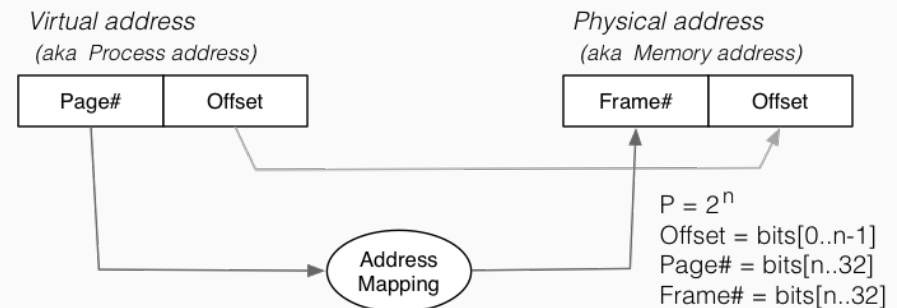 Virtual address
(aka Process address)
Page#
Offset
Physical address
(aka Memory address)
Frame#
Offset
Address
Mapping
P = 2^n
Offset = bits[0..n-1]
Page# = bits[n..32]
Frame# = bits[n..32]